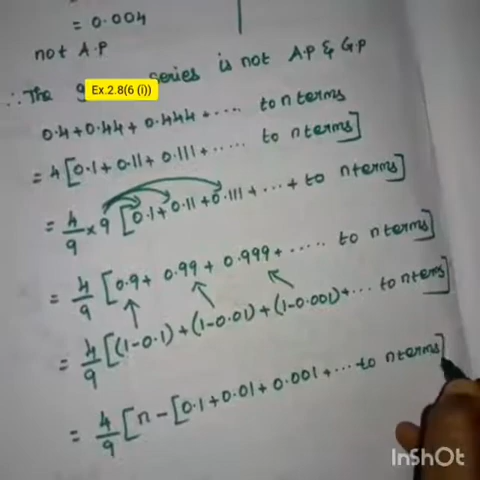 = 0.004
not A.P
∴ The g Ex.2.8(6 (i)) series is not A.P & G.P
0.4+0.44+0.444+.... to n terms
= 4[0.1+0.11+0.111+..... to n terms]
= 4/9 × 9 [0.1+0.11+0.111+...+ to n terms]
= 4/9 [0.9+ 0.99 + 0.999 + ..... to n terms]
= 4/9 [(1-0.1)+(1-0.01)+(1-0.001)+... to n terms]
= 4/9 [n-[0.1+0.01+0.001+... to n terms]
InShOt